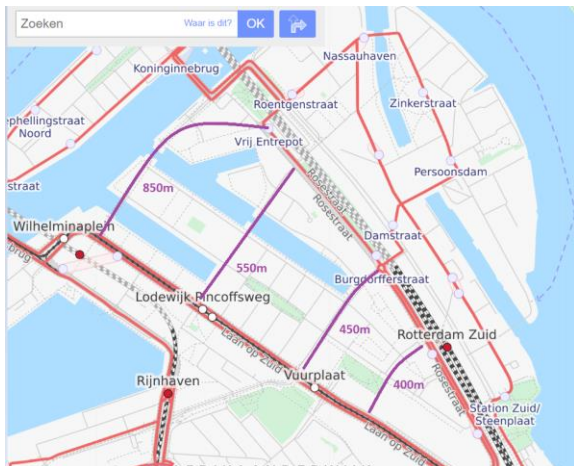 Zoeken
Waar is dit?
OK
Nassauhaven
Koninginnebrug
Roentgenstraat
Zinkerstraat
ephellingstraat
Noord
Vrij Entrepot
Persoonsdam
straat
850m
Rosestraat
Rosestraat
Wilhelminaplein
Damstraat
brug
550m
Burgdorfferstraat
Lodewijk Pincoffsweg
450m
Laan op Zuid
Rotterdam Zuid
Vuurplaat
Rijnhaven
400m
Rosestraat
Station Zuid/
Steenplaat
Laan op Zuid